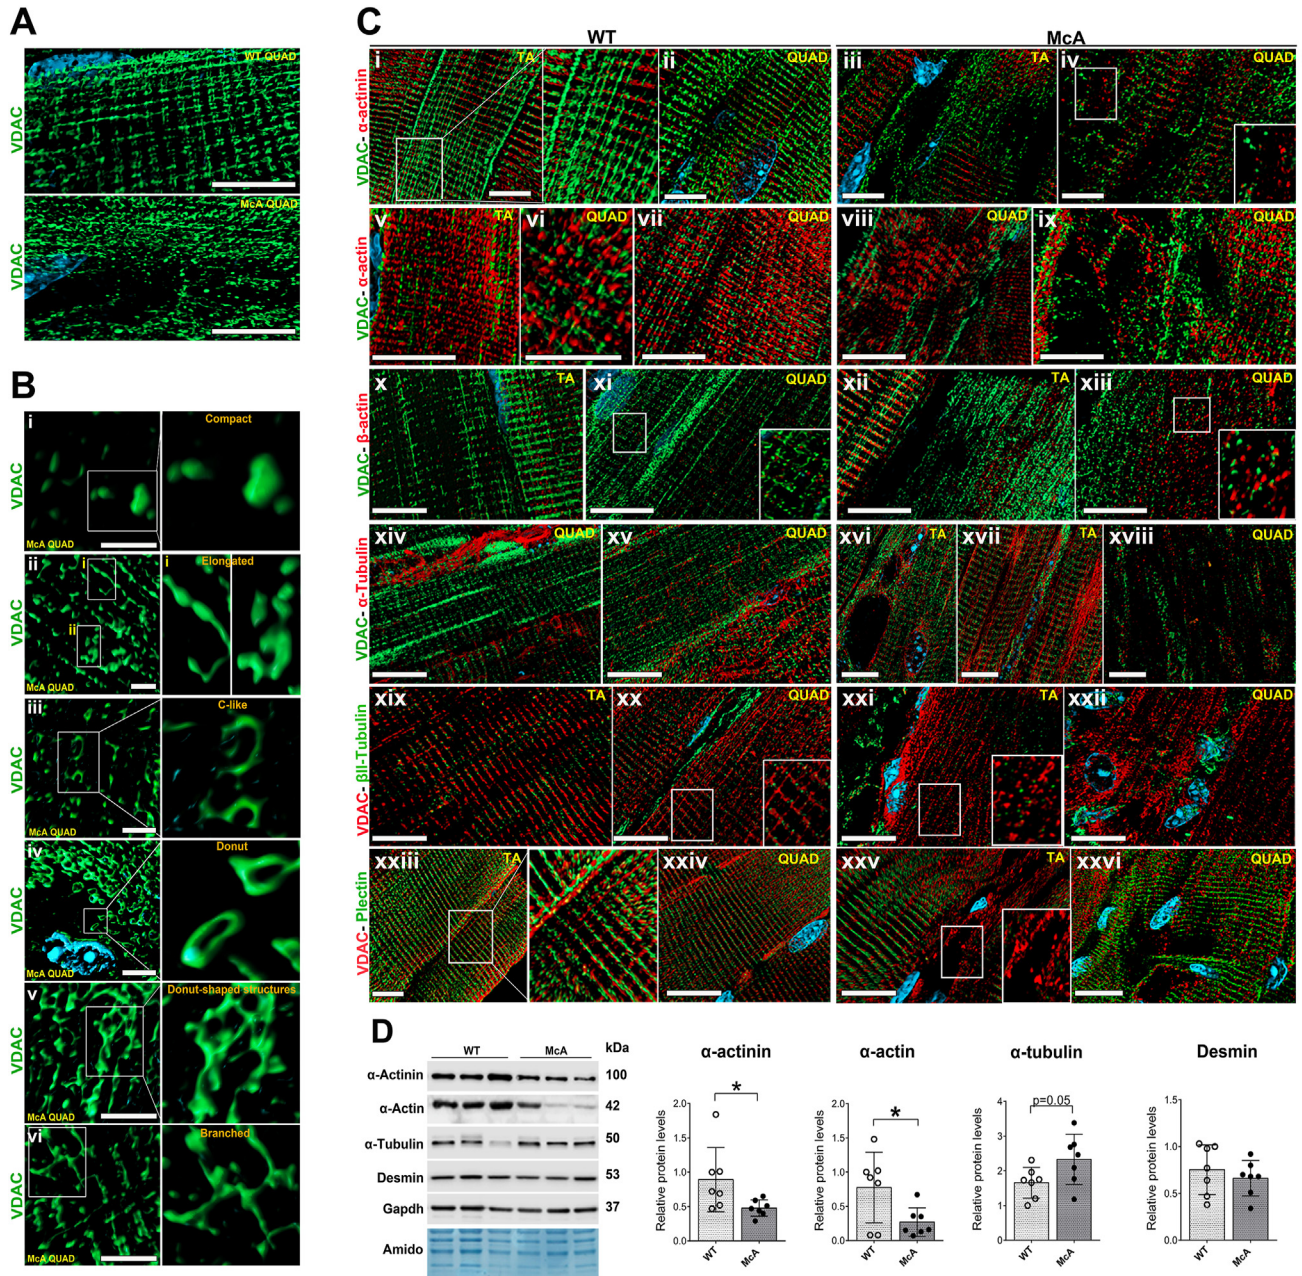 A
WT QUAD
VDAC
McA QUAD
VDAC
B
i
Compact
VDAC
McA QUAD
ii
i
ii
i
Elongated
VDAC
McA QUAD
iii
C-like
VDAC
McA QUAD
iv
Donut
VDAC
McA QUAD
v
Donut-shaped structures
VDAC
McA QUAD
vi
Branched
VDAC
McA QUAD
C
WT
McA
VDAC- α-actinin
i
TA
ii
QUAD
iii
TA
iv
QUAD
VDAC- α-actin
v
TA
vi
QUAD
vii
QUAD
viii
QUAD
ix
QUAD
VDAC- β-actin
x
TA
xi
QUAD
xii
TA
xiii
QUAD
VDAC- α-Tubulin
xiv
QUAD
xv
QUAD
xvi
TA
xvii
TA
xviii
QUAD
VDAC- βII-Tubulin
xix
TA
xx
QUAD
xxi
TA
xxii
QUAD
VDAC- Plectin
xxiii
TA
xxiv
QUAD
xxv
TA
xxvi
QUAD
D
WT McA kDa
α-Actinin 100
α-Actin 42
α-Tubulin 50
Desmin 53
Gapdh 37
Amido
α-actinin
Relative protein levels
2.0
1.5
1.0
0.5
0.0
*
WT
McA
α-actin
Relative protein levels
2.0
1.5
1.0
0.5
0.0
*
WT
McA
α-tubulin
Relative protein levels
4
3
2
1
0
p=0.05
WT
McA
Desmin
Relative protein levels
1.5
1.0
0.5
0.0
WT
McA